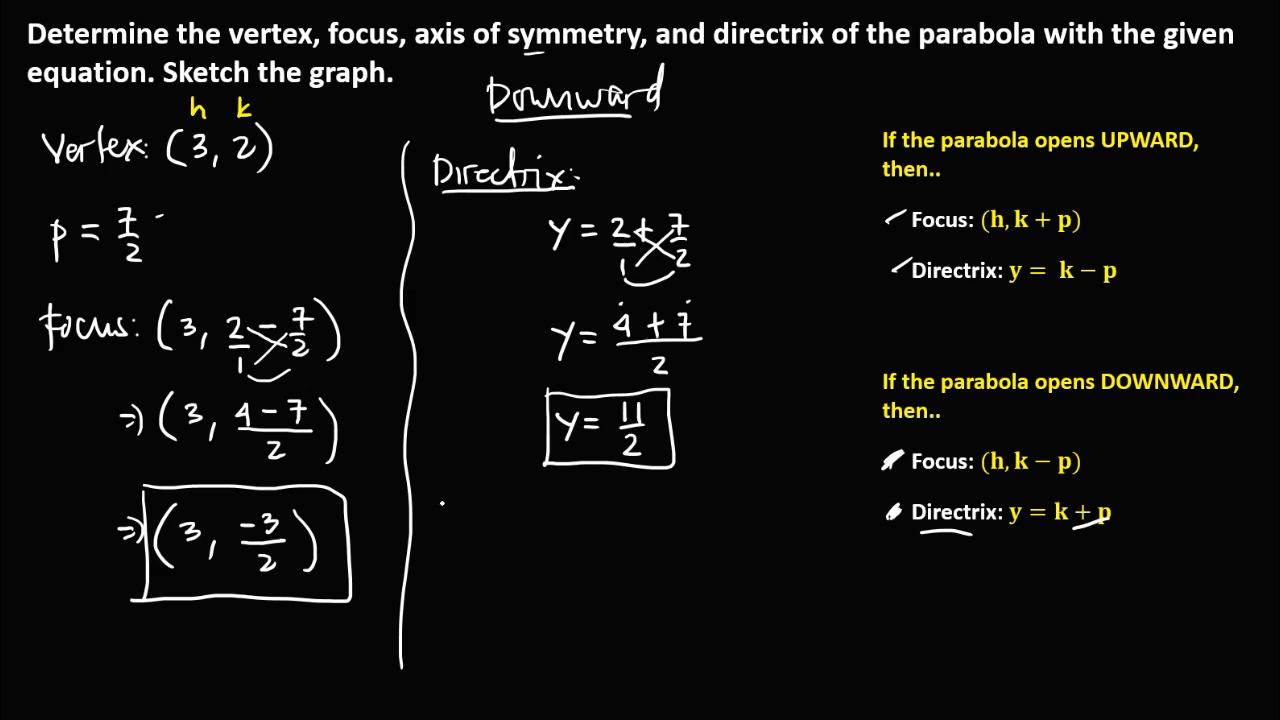 Determine the vertex, focus, axis of symmetry, and directrix of the parabola with the given
equation. Sketch the graph.
Downward
h k
Vertex: (3, 2)
p = 7/2
Focus: (3, 2/1 - 7/2)
=> (3, 4 - 7/2)
=> (3, -3/2)
Directrix:
y = 2/1 + 7/2
y = 4 + 7/2
y = 11/2
If the parabola opens UPWARD,
then..
Focus: (h, k + p)
Directrix: y = k − p
If the parabola opens DOWNWARD,
then..
Focus: (h, k − p)
Directrix: y = k + p